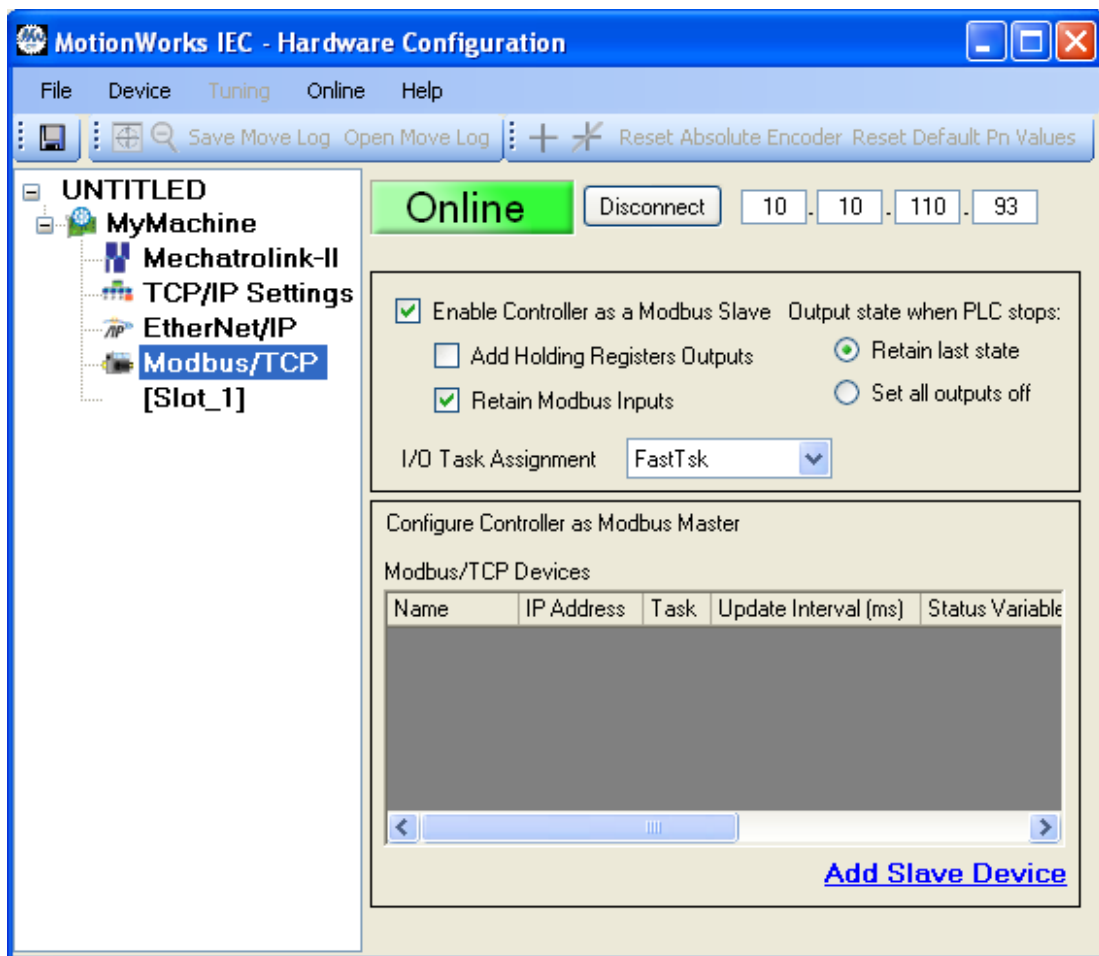 MotionWorks IEC - Hardware Configuration
File Device Tuning Online Help
Save Move Log Open Move Log Reset Absolute Encoder Reset Default Pn Values
UNTITLED
MyMachine
Mechatrolink-II
TCP/IP Settings
EtherNet/IP
Modbus/TCP
[Slot_1]
Online Disconnect 10 . 10 . 110 . 93
Enable Controller as a Modbus Slave Output state when PLC stops:
Add Holding Registers Outputs Retain last state
Retain Modbus Inputs Set all outputs off
I/O Task Assignment FastTsk
Configure Controller as Modbus Master
Modbus/TCP Devices
Name IP Address Task Update Interval (ms) Status Variable
Add Slave Device